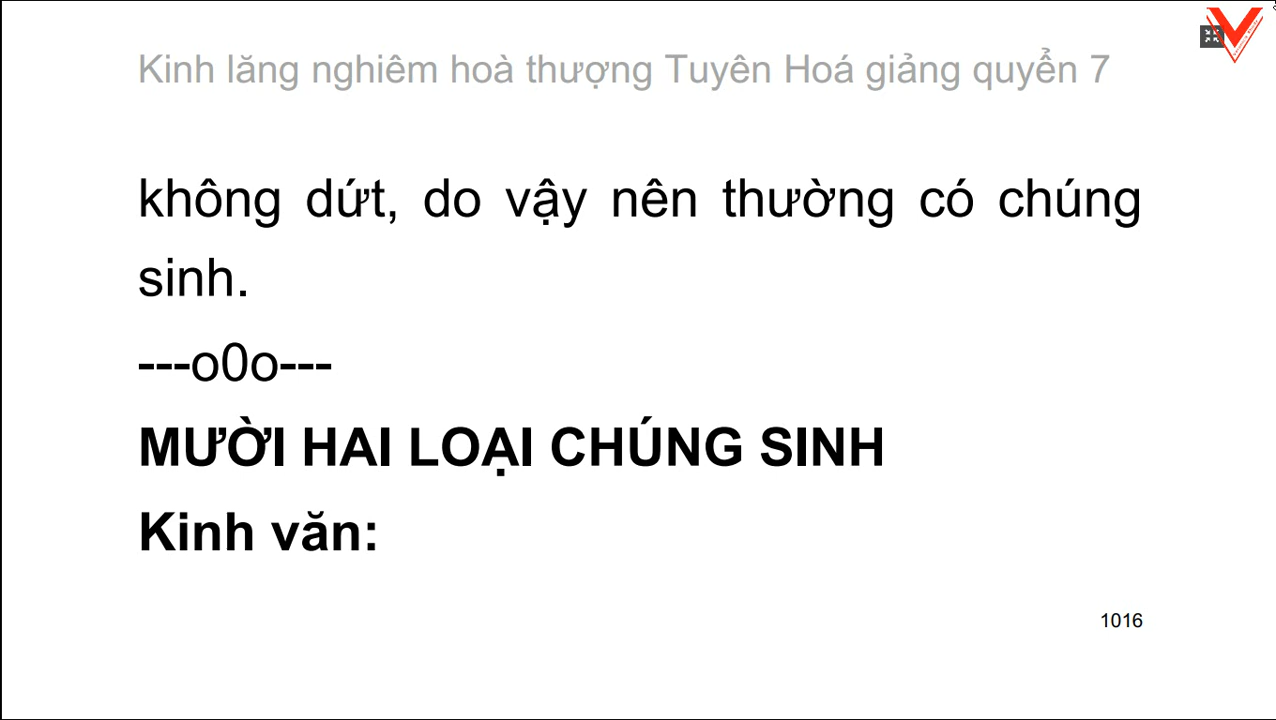 Kinh lăng nghiêm hoà thượng Tuyên Hoá giảng quyển 7
không dứt, do vậy nên thường có chúng
sinh.
---o0o---
MƯỜI HAI LOẠI CHÚNG SINH
Kinh văn:
1016